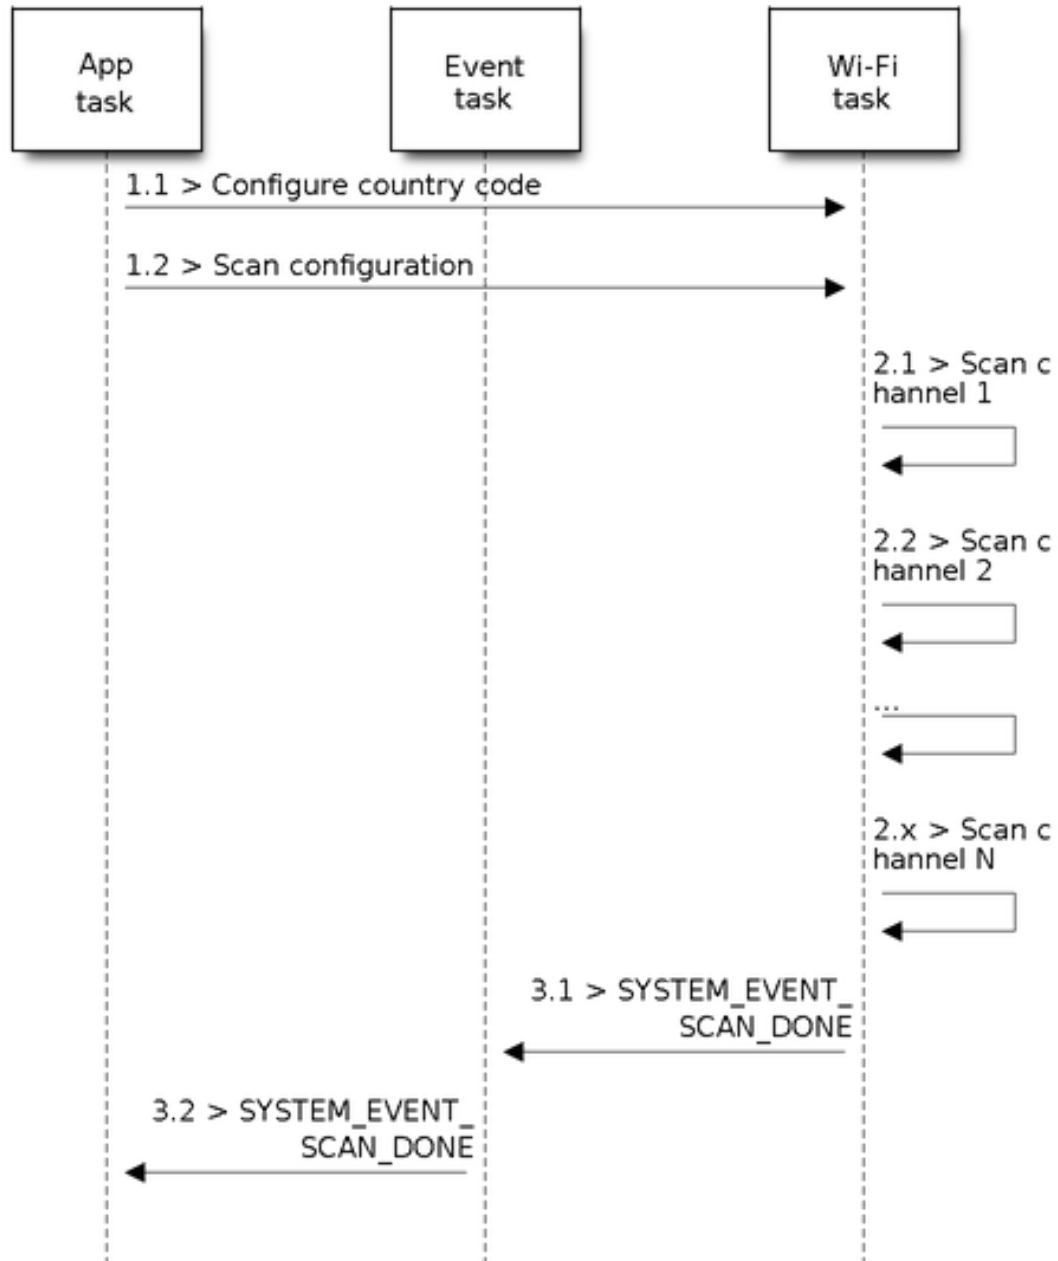 App
task
Event
task
Wi-Fi
task
1.1 > Configure country code
1.2 > Scan configuration
2.1 > Scan c
hannel 1
2.2 > Scan c
hannel 2
...
2.x > Scan c
hannel N
3.1 > SYSTEM_EVENT_
SCAN_DONE
3.2 > SYSTEM_EVENT_
SCAN_DONE